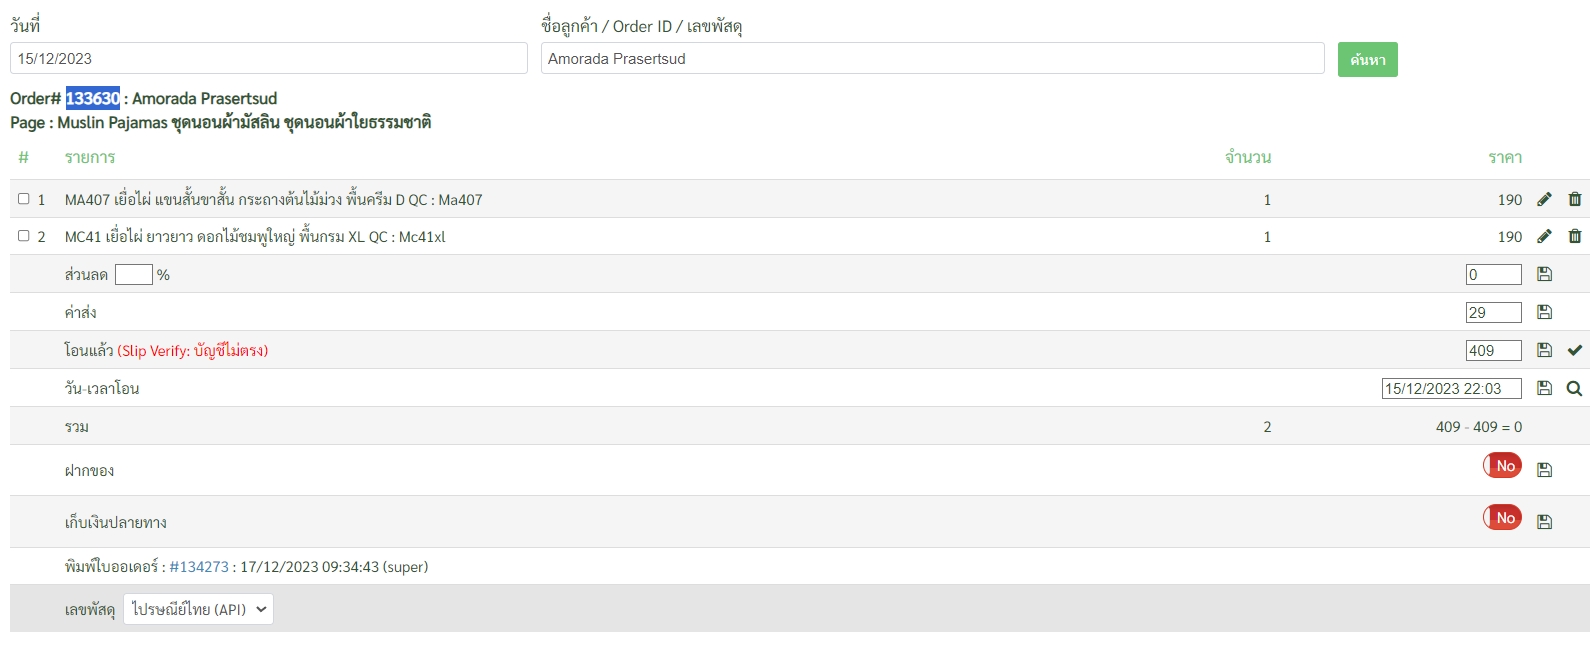 วันที่ ชื่อลูกค้า / Order ID / เลขพัสดุ
15/12/2023 Amorada Prasertsud ค้นหา
Order# 133630 : Amorada Prasertsud
Page : Muslin Pajamas ชุดนอนผ้ามัสลิน ชุดนอนผ้าใยธรรมชาติ
# รายการ จำนวน ราคา
1 MA407 เยื่อไผ่ แขนสั้นขาสั้น กระถางต้นไม้ม่วง พื้นครีม D QC : Ma407 1 190
2 MC41 เยื่อไผ่ ยาวยาว ดอกไม้ชมพูใหญ่ พื้นกรม XL QC : Mc41xl 1 190
ส่วนลด % 0
ค่าส่ง 29
โอนแล้ว (Slip Verify: บัญชีไม่ตรง) 409
วัน-เวลาโอน 15/12/2023 22:03
รวม 2 409 - 409 = 0
ฝากของ No
เก็บเงินปลายทาง No
พิมพ์ใบออเดอร์ : #134273 : 17/12/2023 09:34:43 (super)
เลขพัสดุ ไปรษณีย์ไทย (API)